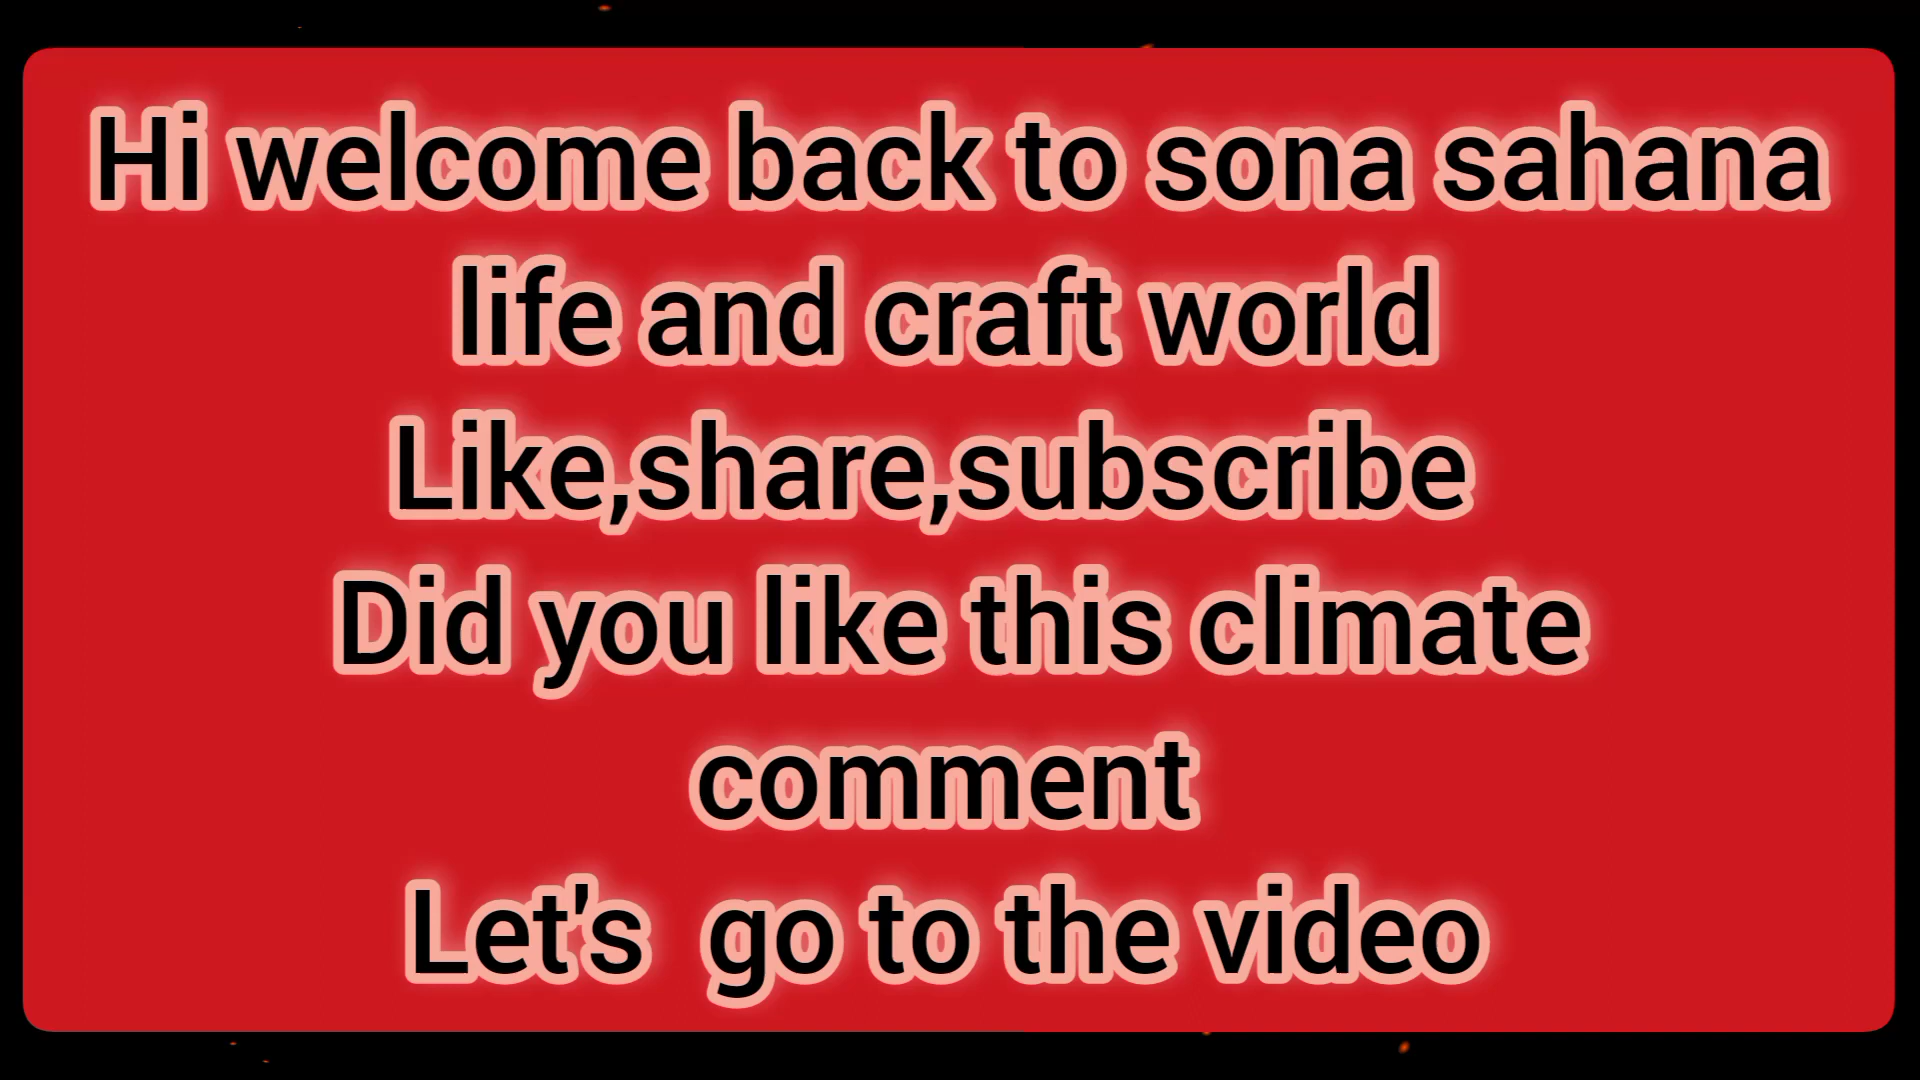 Hi welcome back to sona sahana
life and craft world
Like,share,subscribe
Did you like this climate
comment
Let's  go to the video